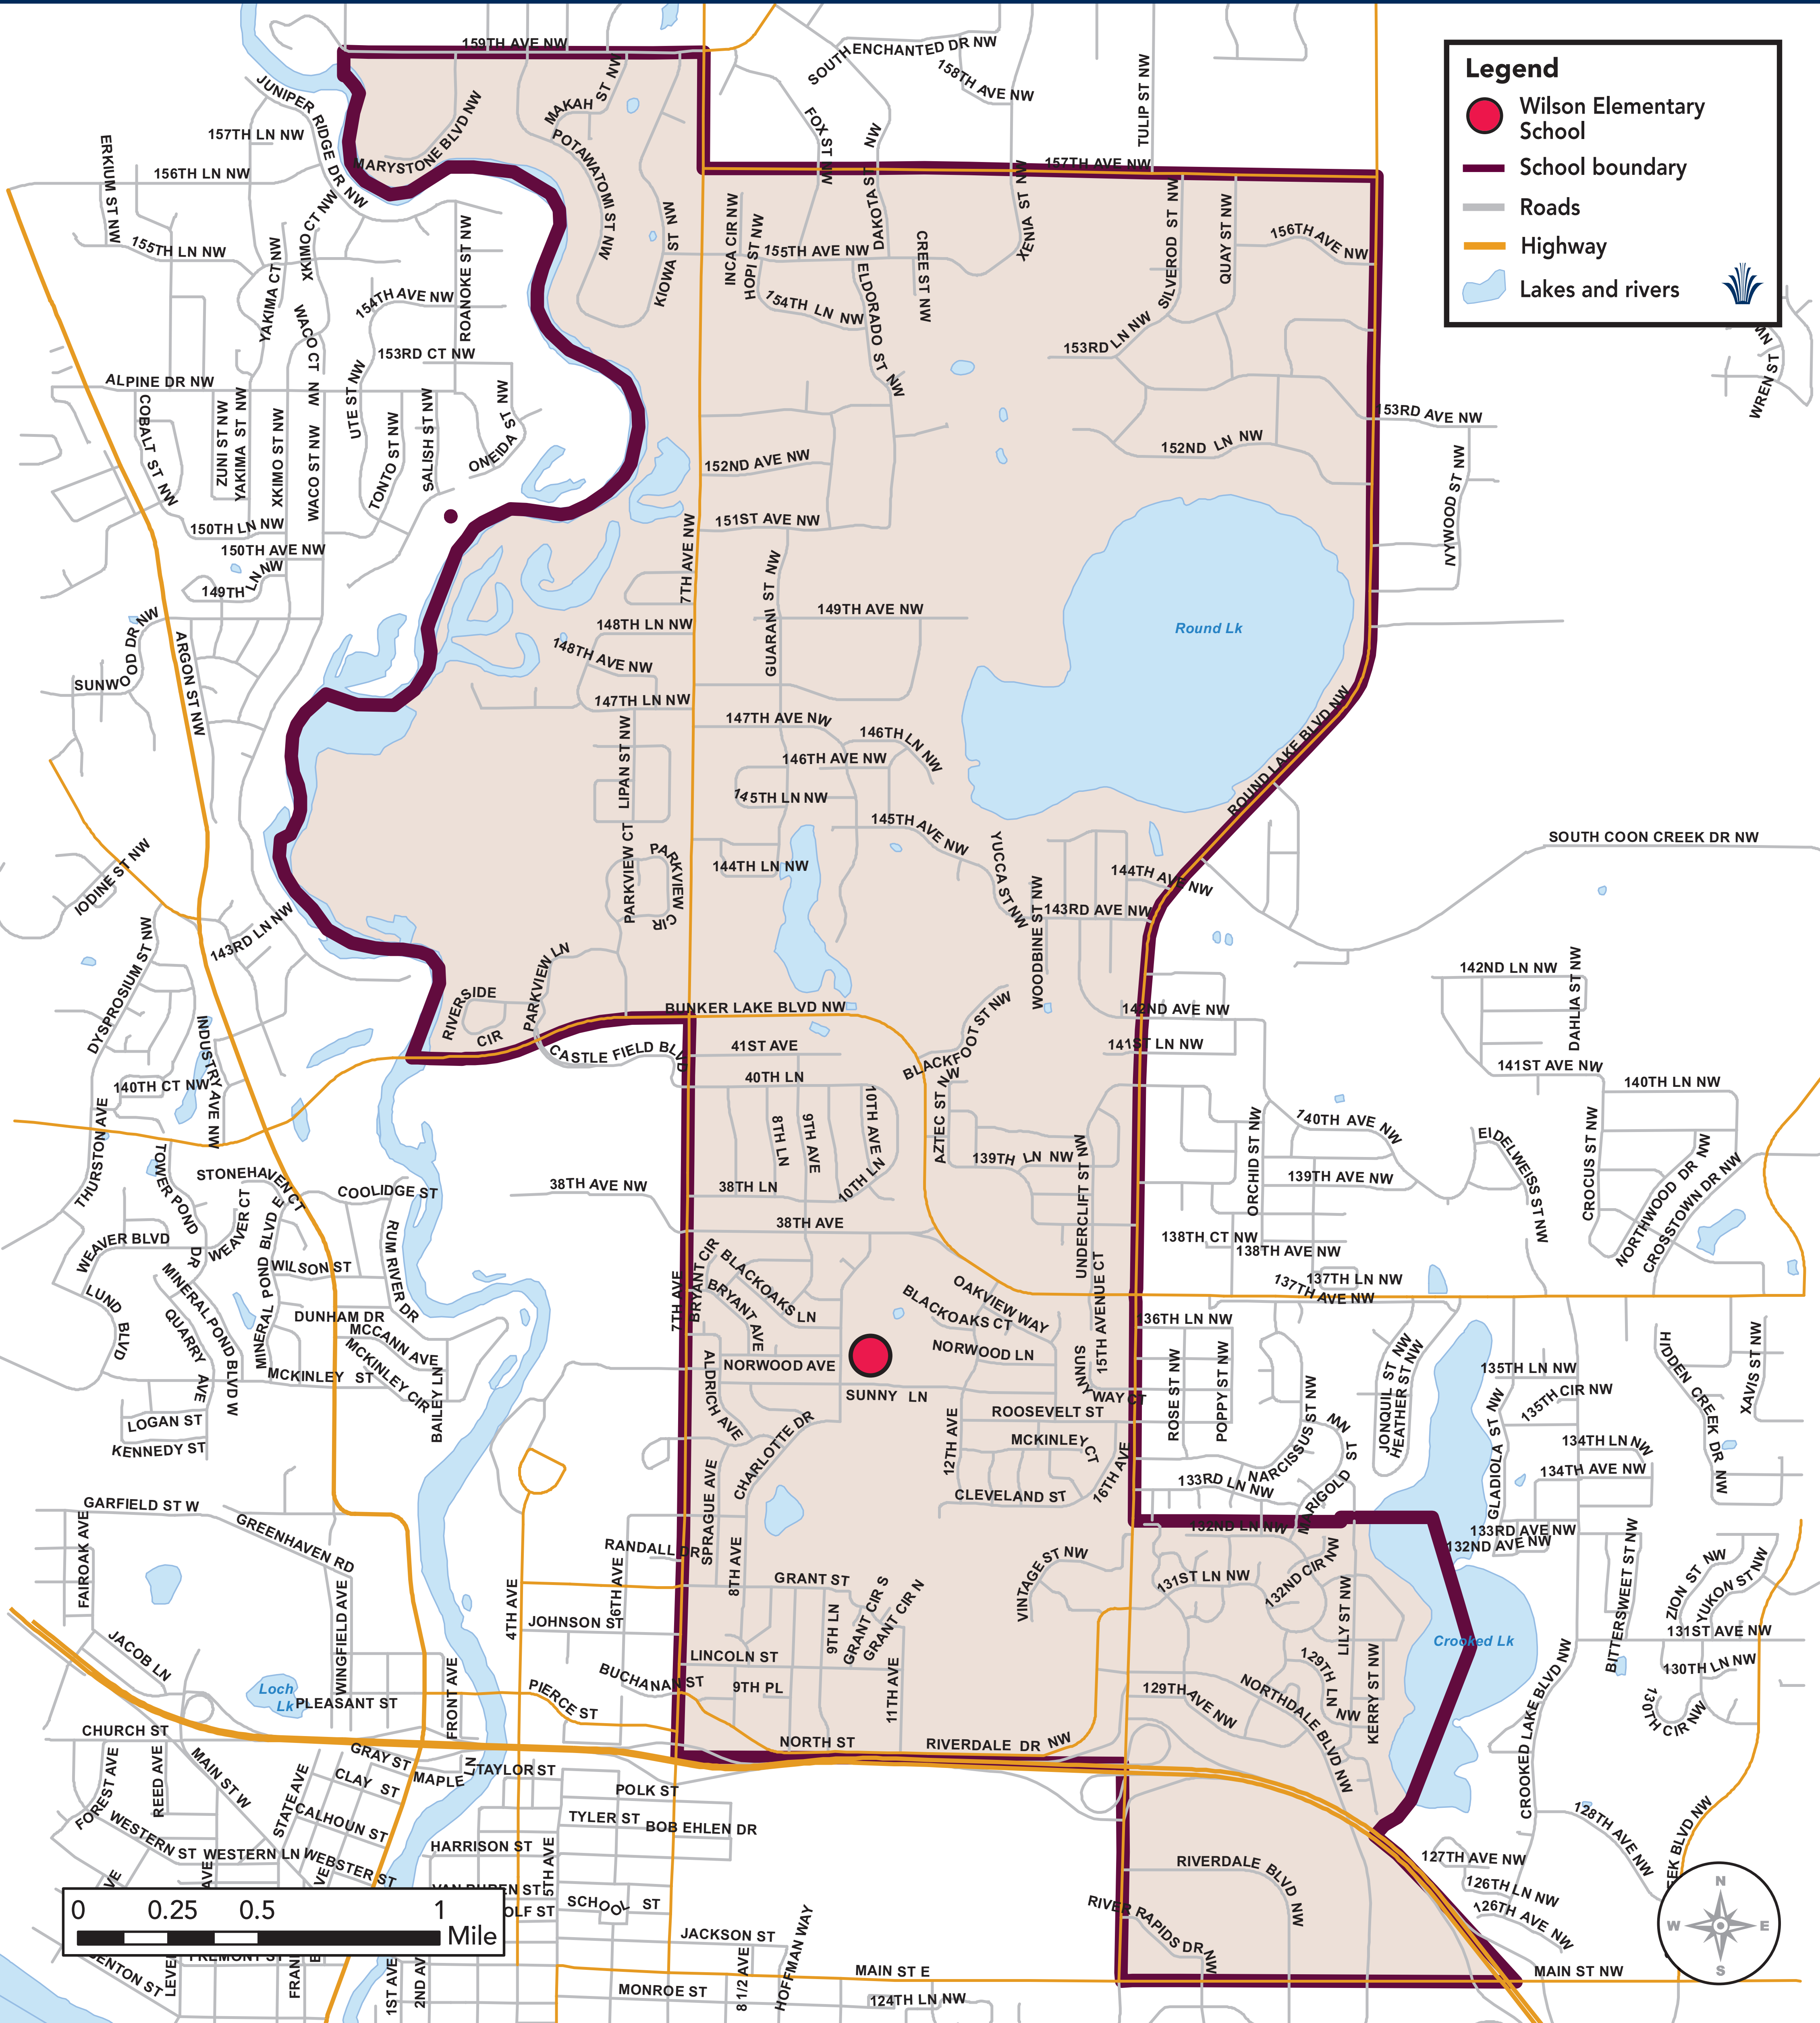 Legend
Wilson Elementary
School
School boundary
Roads
Highway
Lakes and rivers
159TH AVE NW
SOUTH ENCHANTED DR NW
158TH AVE NW
TULIP ST NW
JUNIPER RIDGE DR NW
MAKAH ST NW
FOX ST NW
157TH LN NW
MARYSTONE BLVD NW
POTAWATOMI ST NW
DAKOTA ST NW
157TH AVE NW
ERKUM ST NW
156TH LN NW
XKIMO CT NW
KIOWA ST NW
INCA CIR NW
HOPI ST NW
XENIA ST NW
SILVEROD ST NW
QUAY ST NW
156TH AVE NW
155TH LN NW
155TH AVE NW
CREE ST NW
YAKIMA CT NW
ROANOKE ST NW
154TH AVE NW
154TH LN NW
ELDORADO ST NW
WACO CT NW
153RD CT NW
153RD LN NW
WREN ST
ALPINE DR NW
COBALT ST NW
ZUNI ST NW
YAKIMA ST NW
XKIMO ST NW
WACO ST NW
UTE ST NW
TONTO ST NW
SALISH ST NW
ONEIDA ST NW
153RD AVE NW
152ND LN NW
152ND AVE NW
IVYWOOD ST NW
151ST AVE NW
150TH LN NW
150TH AVE NW
149TH LN NW
7TH AVE NW
GUARANI ST NW
149TH AVE NW
148TH LN NW
148TH AVE NW
Round Lk
SUNWOOD DR NW
ARGON ST NW
147TH LN NW
147TH AVE NW
146TH LN NW
146TH AVE NW
LIPAN ST NW
145TH LN NW
145TH AVE NW
ROUND LAKE BLVD NW
SOUTH COON CREEK DR NW
IODINE ST NW
PARKVIEW CT
PARKVIEW CIR
144TH LN NW
YUCCA ST NW
144TH AVE NW
WOODBINE ST NW
143RD AVE NW
143RD LN NW
DYSPROSIUM ST NW
142ND LN NW
DAHLIA ST NW
RIVERSIDE CIR
PARKVIEW LN
BUNKER LAKE BLVD NW
142ND AVE NW
INDUSTRY AVE NW
CASTLE FIELD BLVD
41ST AVE
BLACKFOOT ST NW
141ST LN NW
141ST AVE NW
140TH CT NW
40TH LN
140TH LN NW
THURSTON AVE
8TH LN
9TH AVE
10TH AVE
10TH LN
AZTEC ST NW
139TH LN NW
UNDERCLIFT ST NW
ORCHID ST NW
140TH AVE NW
139TH AVE NW
EIDELWEISS ST NW
CROCUS ST NW
NORTHWOOD DR NW
CROSSTOWN DR NW
TOWER POND DR
STONEHAVEN CT
COOLIDGE ST
38TH AVE NW
38TH LN
38TH AVE
138TH CT NW
138TH AVE NW
137TH LN NW
137TH AVE NW
WEAVER BLVD
WEAVER CT
MINERAL POND BLVD E
WILSON ST
RUM RIVER DR
LUND BLVD
MINERAL POND BLVD W
QUARRY AVE
DUNHAM DR
MCCANN AVE
MCKINLEY CIR
MCKINLEY ST
BAILEY LN
LOGAN ST
KENNEDY ST
7TH AVE
BRYANT CIR
BLACKOAKS LN
BRYANT AVE
OAKVIEW WAY
BLACKOAKS CT
NORWOOD LN
NORWOOD AVE
15TH AVENUE CT
SUNNY WAY CT
SUNNY LN
ALDRICH AVE
CHARLOTTE DR
ROOSEVELT ST
12TH AVE
MCKINLEY CT
16TH AVE
CLEVELAND ST
136TH LN NW
ROSE ST NW
POPPY ST NW
NARCISSUS ST NW
JONQUIL ST NW
HEATHER ST NW
MARIGOLD ST NW
133RD LN NW
132ND LN NW
135TH LN NW
135TH CIR NW
GLADIOLA ST NW
134TH LN NW
134TH AVE NW
133RD AVE NW
132ND AVE NW
HIDDEN CREEK DR NW
XAVIS ST NW
GARFIELD ST W
FAIROAK AVE
GREENHAVEN RD
WINGFIELD AVE
SPRAGUE AVE
8TH AVE
RANDALL DR
4TH AVE
6TH AVE
JOHNSON ST
GRANT ST
9TH LN
GRANT CIR S
GRANT CIR N
VINTAGE ST NW
131ST LN NW
132ND CIR NW
LILY ST NW
KERRY ST NW
129TH LN NW
Crooked Lk
BITTERSWEET ST NW
ZION ST NW
YUKON ST NW
131ST AVE NW
130TH LN NW
130TH CIR NW
JACOB LN
Loch
Lk
PLEASANT ST
FRONT AVE
PIERCE ST
BUCHANAN ST
LINCOLN ST
9TH PL
11TH AVE
129TH AVE NW
NORTHDALE BLVD NW
CROOKED LAKE BLVD NW
NORTH ST
RIVERDALE DR NW
CHURCH ST
FOREST AVE
REED AVE
MAIN ST W
STATE AVE
GRAY ST
CLAY ST
MAPLE LN
TAYLOR ST
POLK ST
CALHOUN ST
TYLER ST
BOB EHLEN DR
WESTERN ST
WESTERN LN
WEBSTER ST
HARRISON ST
5TH AVE
SCHOOL ST
JACKSON ST
8 1/2 AVE
HOFFMAN WAY
MAIN ST E
MONROE ST
124TH LN NW
1ST AVE
RIVERDALE BLVD NW
RIVER RAPIDS DR NW
128TH AVE NW
127TH AVE NW
126TH LN NW
126TH AVE NW
MAIN ST NW
0 0.25 0.5 1
Mile
N
W E
S